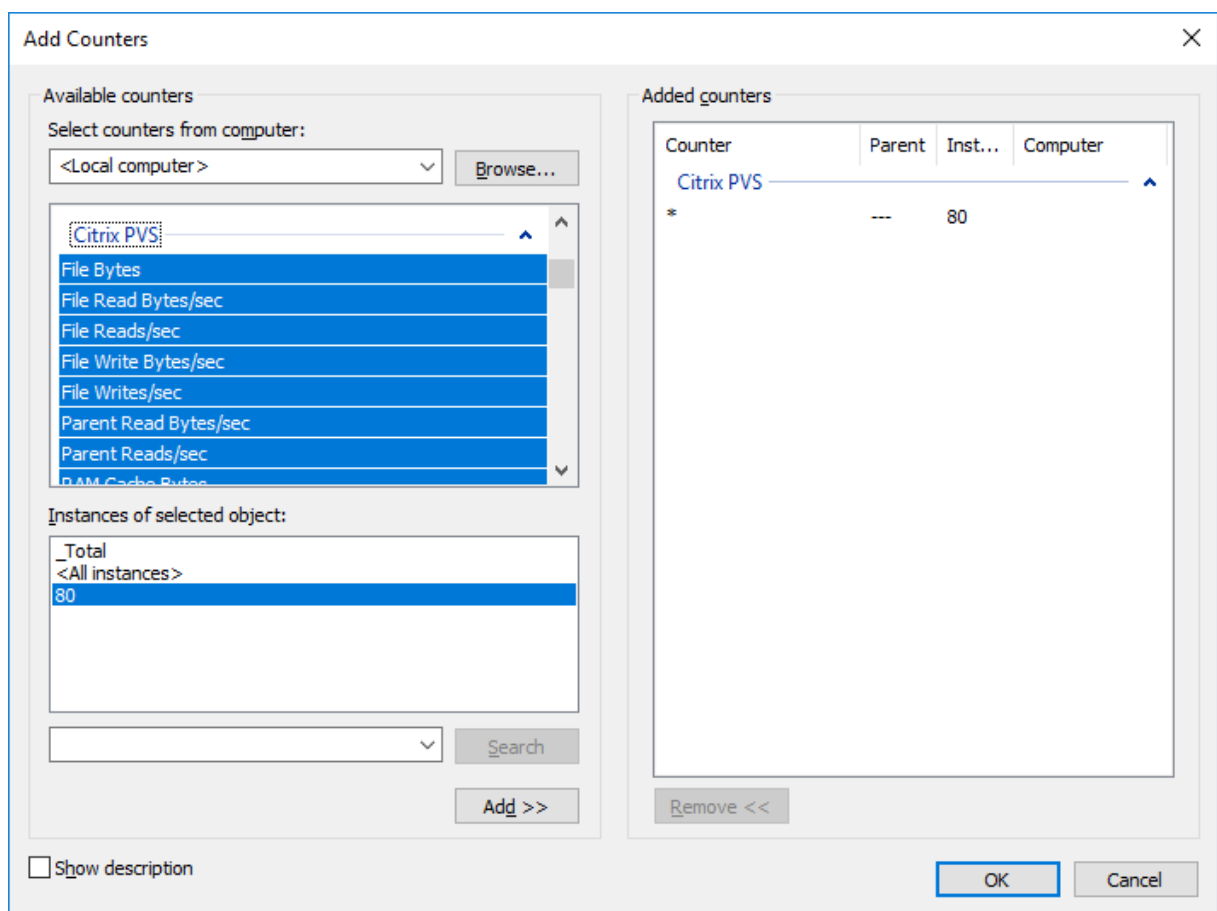 Add Counters
Available counters
Select counters from computer:
<Local computer>
Browse...
Citrix PVS
File Bytes
File Read Bytes/sec
File Reads/sec
File Write Bytes/sec
File Writes/sec
Parent Read Bytes/sec
Parent Reads/sec
RAM Cache Bytes
Instances of selected object:
_Total
<All instances>
80
Search
Add >>
Show description
Added counters
Counter Parent Inst... Computer
Citrix PVS
* --- 80
Remove <<
OK Cancel